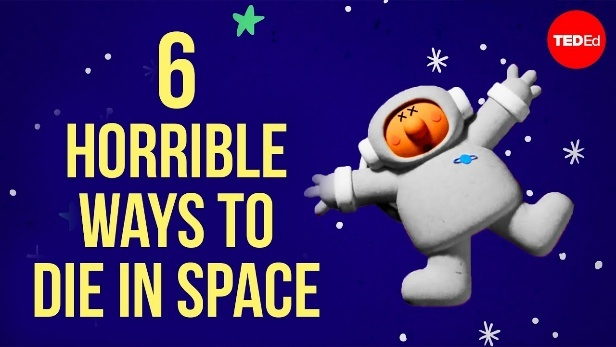 6
HORRIBLE
WAYS TO
DIE IN SPACE
TEDEd